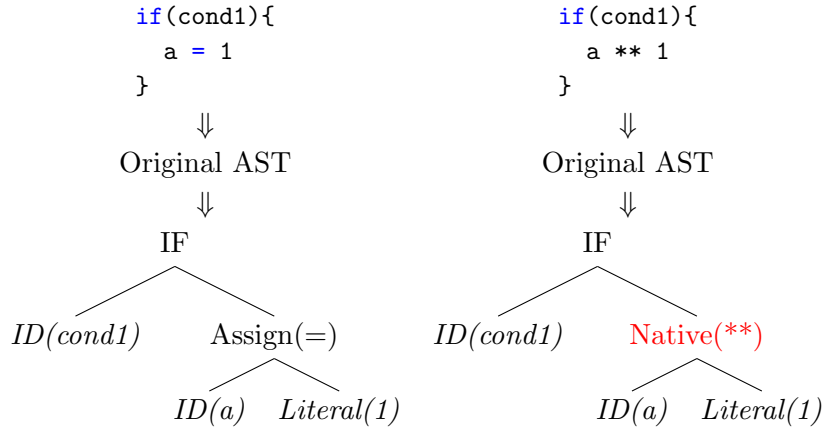 if(cond1){
a = 1
}
⇓
Original AST
⇓
IF
ID(cond1) Assign(=)
ID(a) Literal(1)
if(cond1){
a ** 1
}
⇓
Original AST
⇓
IF
ID(cond1) Native(**)
ID(a) Literal(1)